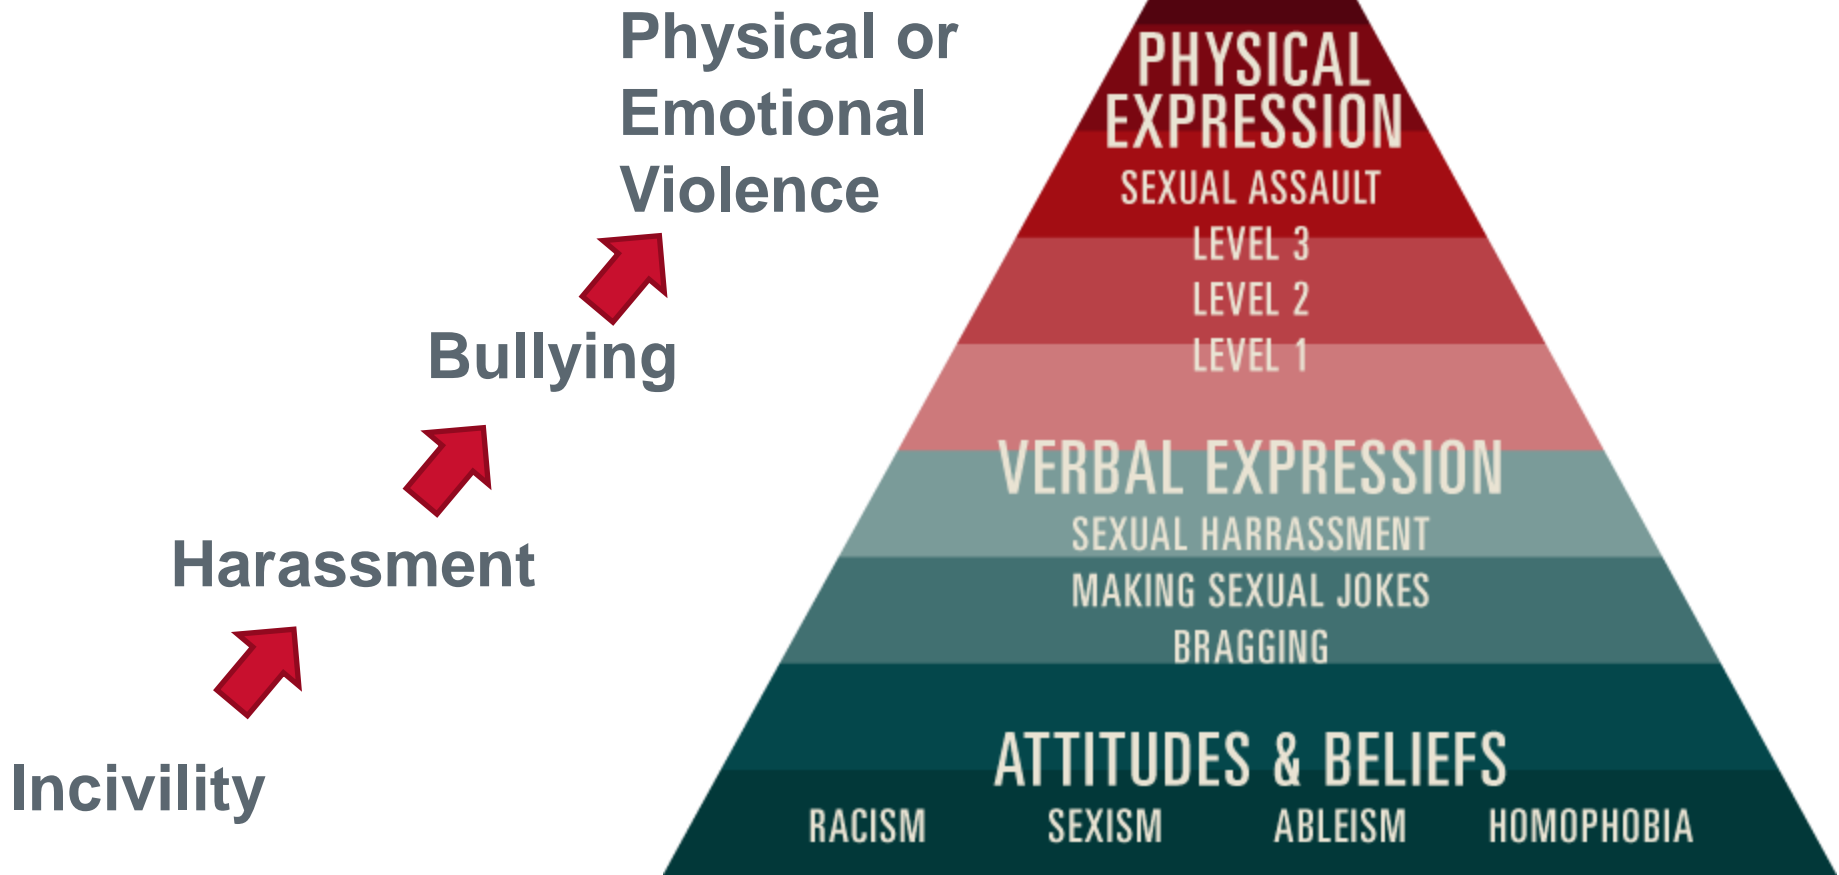 Physical or
Emotional
Violence
Bullying
Harassment
Incivility
PHYSICAL
EXPRESSION
SEXUAL ASSAULT
LEVEL 3
LEVEL 2
LEVEL 1
VERBAL EXPRESSION
SEXUAL HARRASSMENT
MAKING SEXUAL JOKES
BRAGGING
ATTITUDES & BELIEFS
RACISM SEXISM ABLEISM HOMOPHOBIA